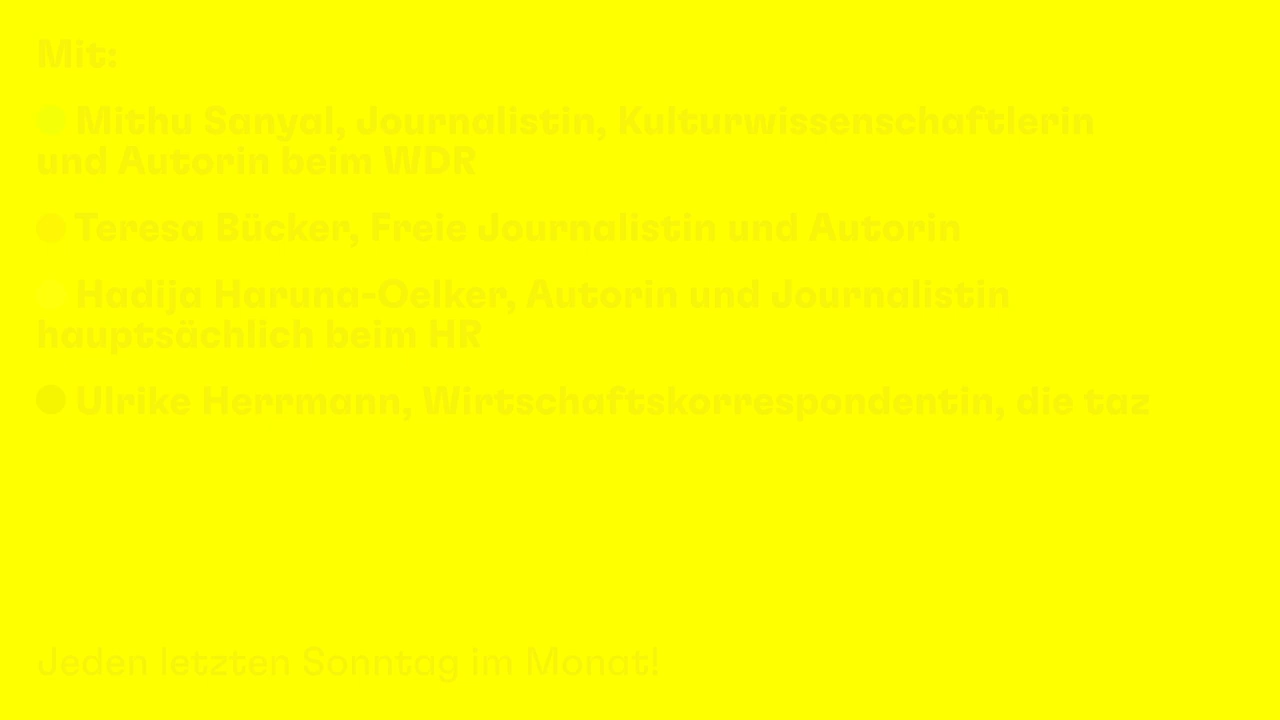 Mit:
Mithu Sanyal, Journalistin, Kulturwissenschaftlerin
und Autorin beim WDR
Teresa Bücker, Freie Journalistin und Autorin
Hadija Haruna-Oelker, Autorin und Journalistin
hauptsächlich beim HR
Ulrike Herrmann, Wirtschaftskorrespondentin, die taz
Jeden letzten Sonntag im Monat!